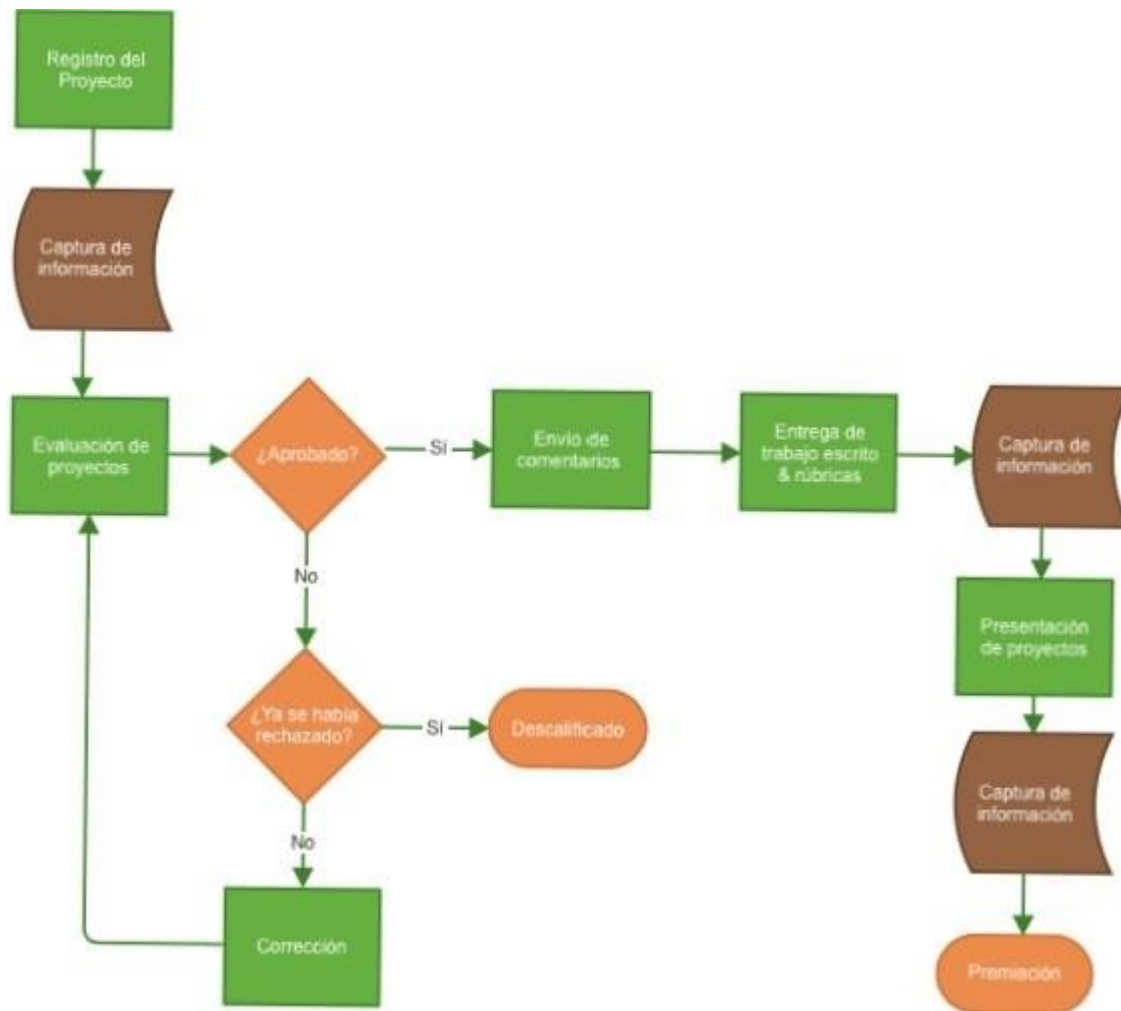 Registro del
Proyecto
Captura de
información
Evaluación de
proyectos
¿Aprobado?
Sí
Envío de
comentarios
Entrega de
trabajo escrito
& rúbricas
Captura de
información
No
Presentación
de proyectos
¿Ya se había
rechazado?
Sí
Descalificado
Captura de
información
No
Corrección
Premiación